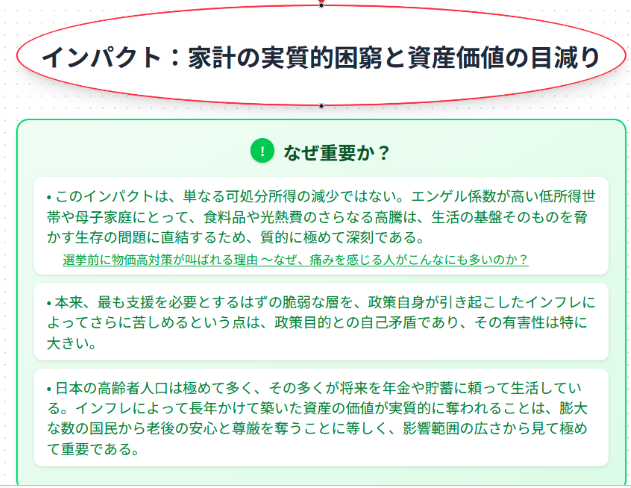 インパクト：家計の実質的困窮と資産価値の目減り
! なぜ重要か？
• このインパクトは、単なる可処分所得の減少ではない。エンゲル係数が高い低所得世
帯や母子家庭にとって、食料品や光熱費のさらなる高騰は、生活の基盤そのものを脅
かす生存の問題に直結するため、質的に極めて深刻である。
選挙前に物価高対策が叫ばれる理由 ～なぜ、痛みを感じる人がこんなにも多いのか？
• 本来、最も支援を必要とするはずの脆弱な層を、政策自身が引き起こしたインフレに
よってさらに苦しめるという点は、政策目的との自己矛盾であり、その有害性は特に
大きい。
• 日本の高齢者人口は極めて多く、その多くが将来を年金や貯蓄に頼って生活してい
る。インフレによって長年かけて築いた資産の価値が実質的に奪われることは、膨大
な数の国民から老後の安心と尊厳を奪うことに等しく、影響範囲の広さから見て極め
て重要である。